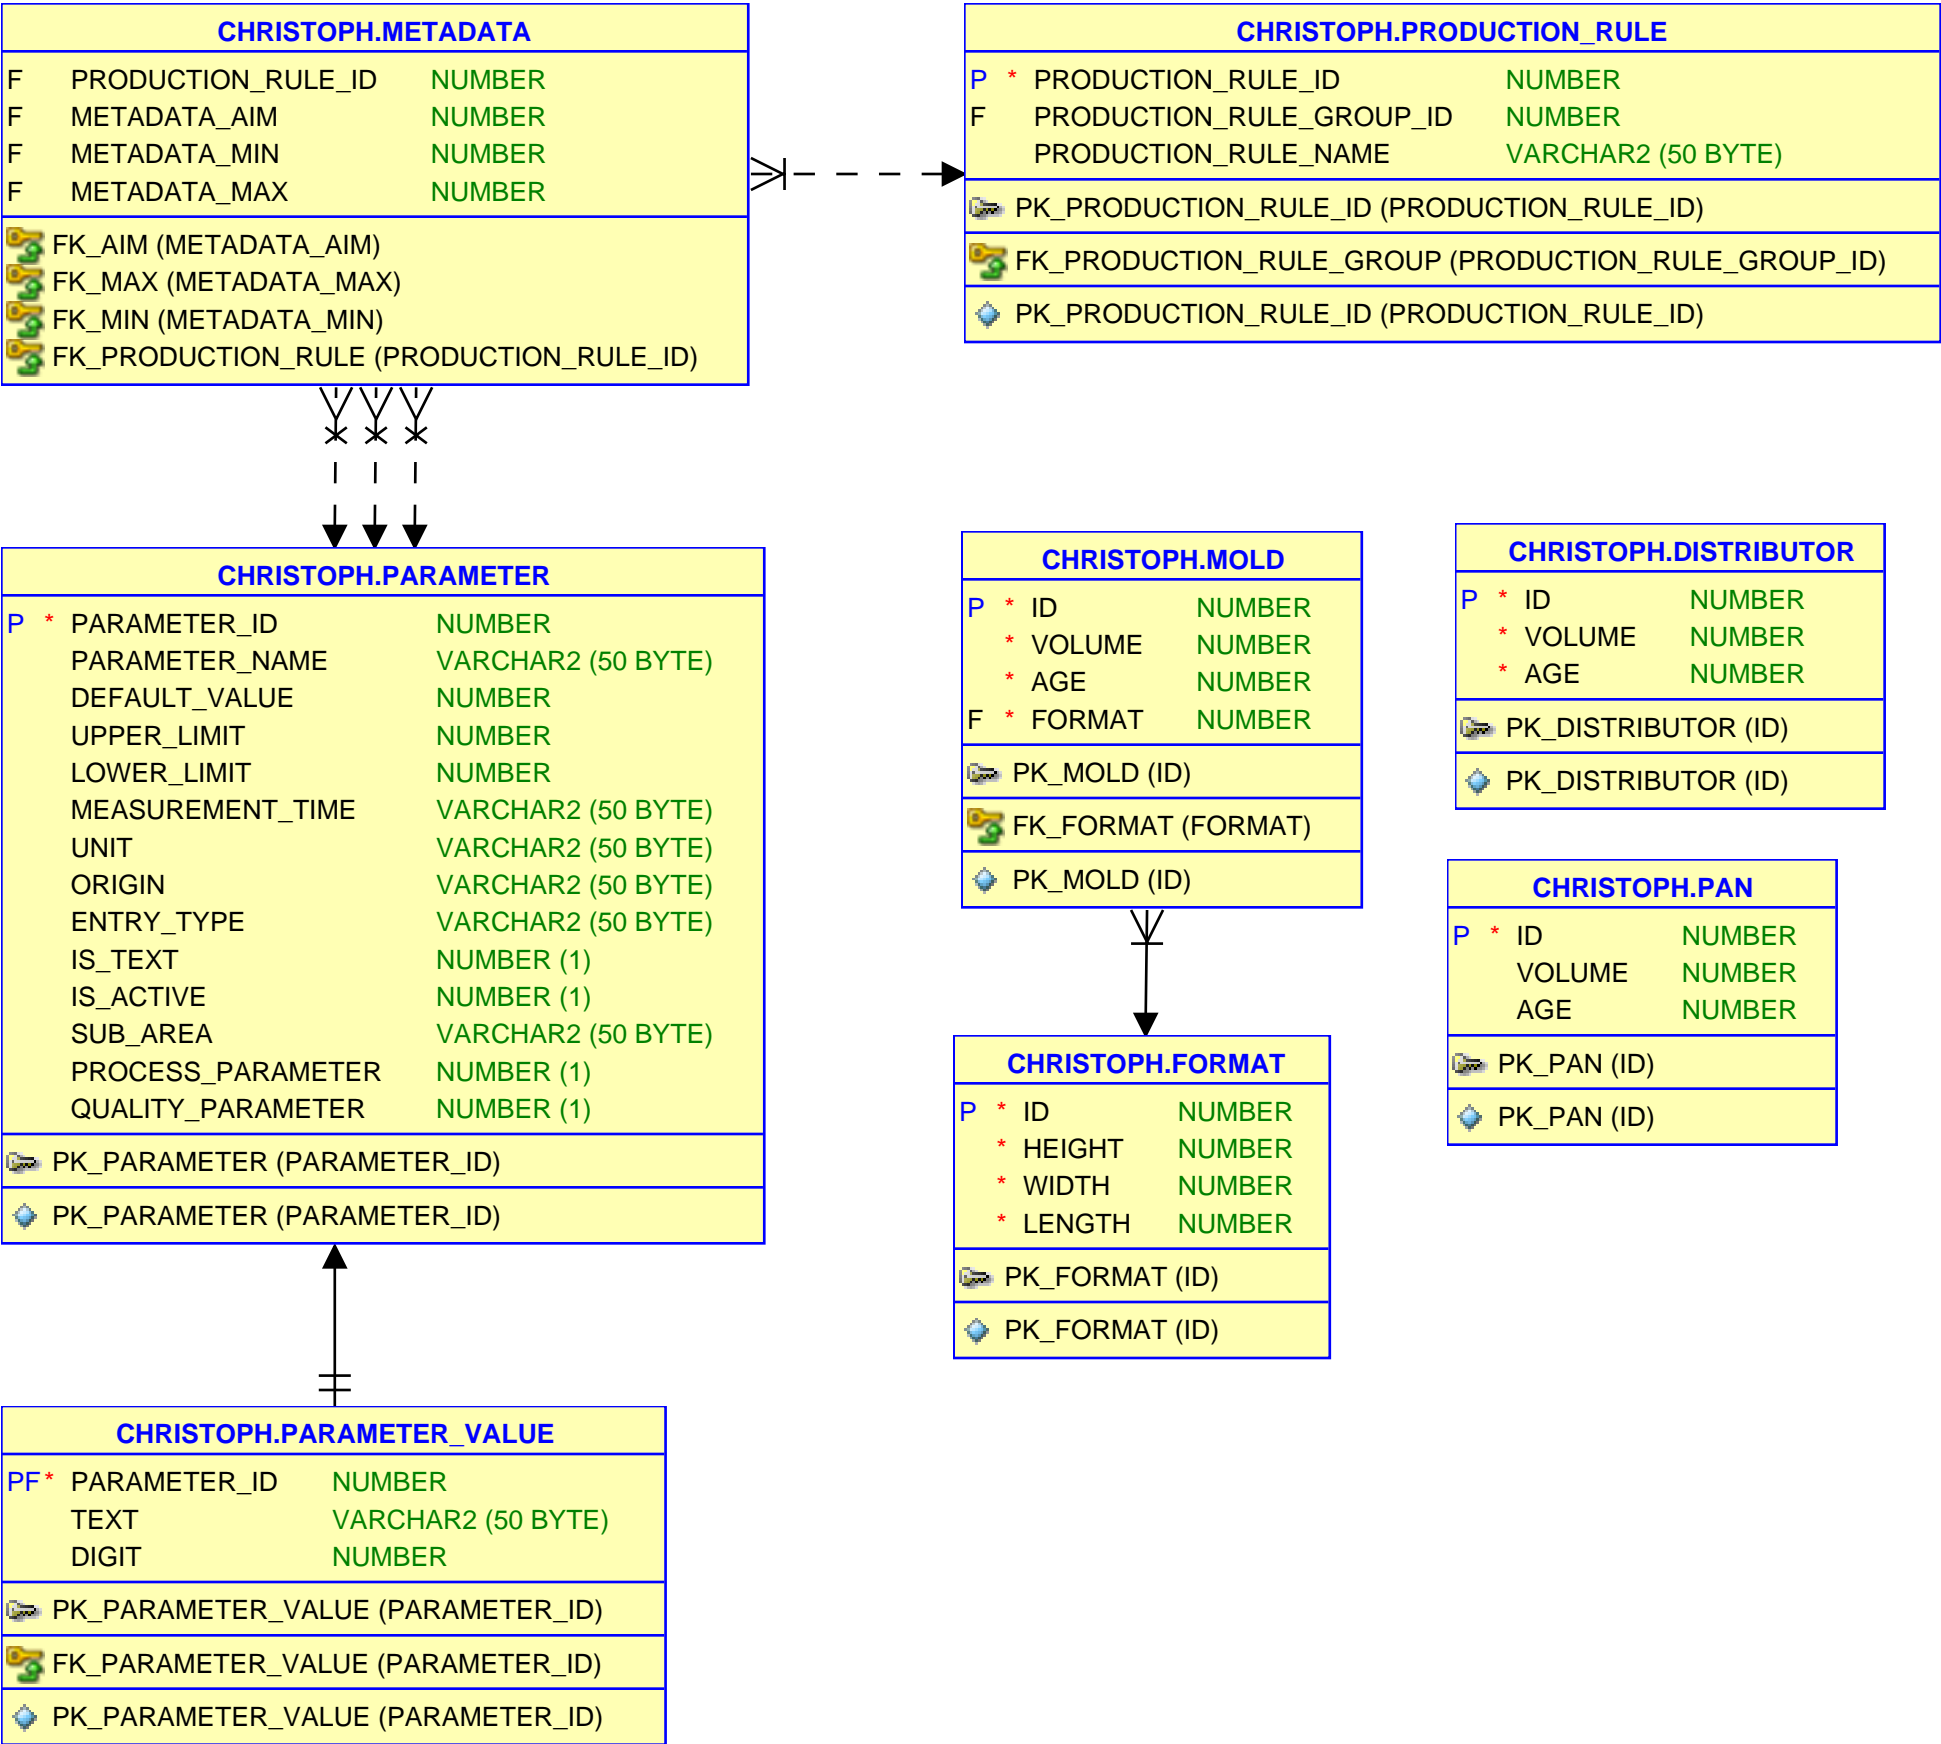 CHRISTOPH.METADATA
F PRODUCTION_RULE_ID NUMBER
F METADATA_AIM NUMBER
F METADATA_MIN NUMBER
F METADATA_MAX NUMBER
FK_AIM (METADATA_AIM)
FK_MAX (METADATA_MAX)
FK_MIN (METADATA_MIN)
FK_PRODUCTION_RULE (PRODUCTION_RULE_ID)
CHRISTOPH.PRODUCTION_RULE
P * PRODUCTION_RULE_ID NUMBER
F PRODUCTION_RULE_GROUP_ID NUMBER
PRODUCTION_RULE_NAME VARCHAR2 (50 BYTE)
PK_PRODUCTION_RULE_ID (PRODUCTION_RULE_ID)
FK_PRODUCTION_RULE_GROUP (PRODUCTION_RULE_GROUP_ID)
PK_PRODUCTION_RULE_ID (PRODUCTION_RULE_ID)
CHRISTOPH.PARAMETER
P * PARAMETER_ID NUMBER
PARAMETER_NAME VARCHAR2 (50 BYTE)
DEFAULT_VALUE NUMBER
UPPER_LIMIT NUMBER
LOWER_LIMIT NUMBER
MEASUREMENT_TIME VARCHAR2 (50 BYTE)
UNIT VARCHAR2 (50 BYTE)
ORIGIN VARCHAR2 (50 BYTE)
ENTRY_TYPE VARCHAR2 (50 BYTE)
IS_TEXT NUMBER (1)
IS_ACTIVE NUMBER (1)
SUB_AREA VARCHAR2 (50 BYTE)
PROCESS_PARAMETER NUMBER (1)
QUALITY_PARAMETER NUMBER (1)
PK_PARAMETER (PARAMETER_ID)
PK_PARAMETER (PARAMETER_ID)
CHRISTOPH.MOLD
P * ID NUMBER
* VOLUME NUMBER
* AGE NUMBER
F * FORMAT NUMBER
PK_MOLD (ID)
FK_FORMAT (FORMAT)
PK_MOLD (ID)
CHRISTOPH.DISTRIBUTOR
P * ID NUMBER
* VOLUME NUMBER
* AGE NUMBER
PK_DISTRIBUTOR (ID)
PK_DISTRIBUTOR (ID)
CHRISTOPH.PAN
P * ID NUMBER
VOLUME NUMBER
AGE NUMBER
PK_PAN (ID)
PK_PAN (ID)
CHRISTOPH.FORMAT
P * ID NUMBER
* HEIGHT NUMBER
* WIDTH NUMBER
* LENGTH NUMBER
PK_FORMAT (ID)
PK_FORMAT (ID)
CHRISTOPH.PARAMETER_VALUE
PF * PARAMETER_ID NUMBER
TEXT VARCHAR2 (50 BYTE)
DIGIT NUMBER
PK_PARAMETER_VALUE (PARAMETER_ID)
FK_PARAMETER_VALUE (PARAMETER_ID)
PK_PARAMETER_VALUE (PARAMETER_ID)